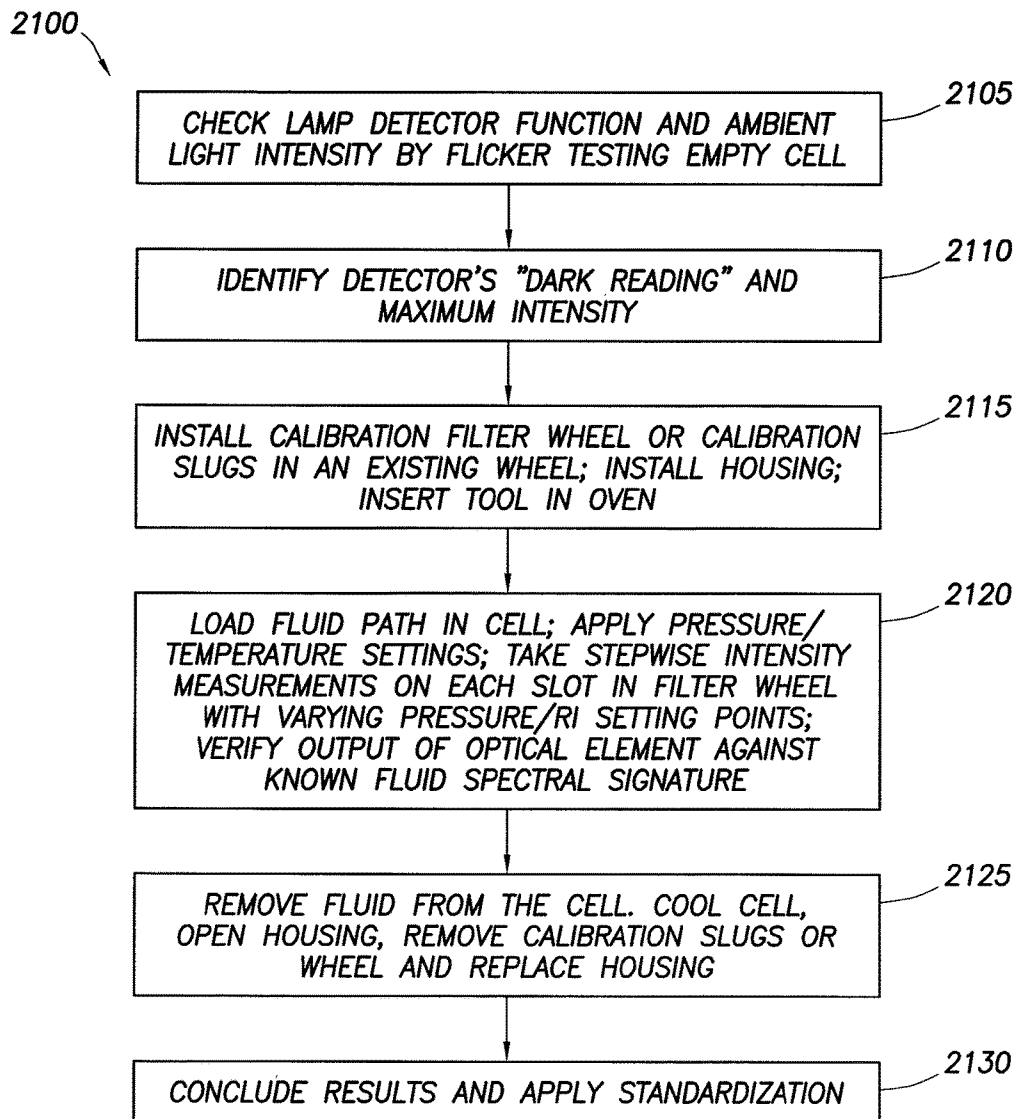 2100
2105
CHECK LAMP DETECTOR FUNCTION AND AMBIENT
LIGHT INTENSITY BY FLICKER TESTING EMPTY CELL
2110
IDENTIFY DETECTOR'S "DARK READING" AND
MAXIMUM INTENSITY
2115
INSTALL CALIBRATION FILTER WHEEL OR CALIBRATION
SLUGS IN AN EXISTING WHEEL; INSTALL HOUSING;
INSERT TOOL IN OVEN
2120
LOAD FLUID PATH IN CELL; APPLY PRESSURE/
TEMPERATURE SETTINGS; TAKE STEPWISE INTENSITY
MEASUREMENTS ON EACH SLOT IN FILTER WHEEL
WITH VARYING PRESSURE/RI SETTING POINTS;
VERIFY OUTPUT OF OPTICAL ELEMENT AGAINST
KNOWN FLUID SPECTRAL SIGNATURE
2125
REMOVE FLUID FROM THE CELL. COOL CELL,
OPEN HOUSING, REMOVE CALIBRATION SLUGS OR
WHEEL AND REPLACE HOUSING
2130
CONCLUDE RESULTS AND APPLY STANDARDIZATION